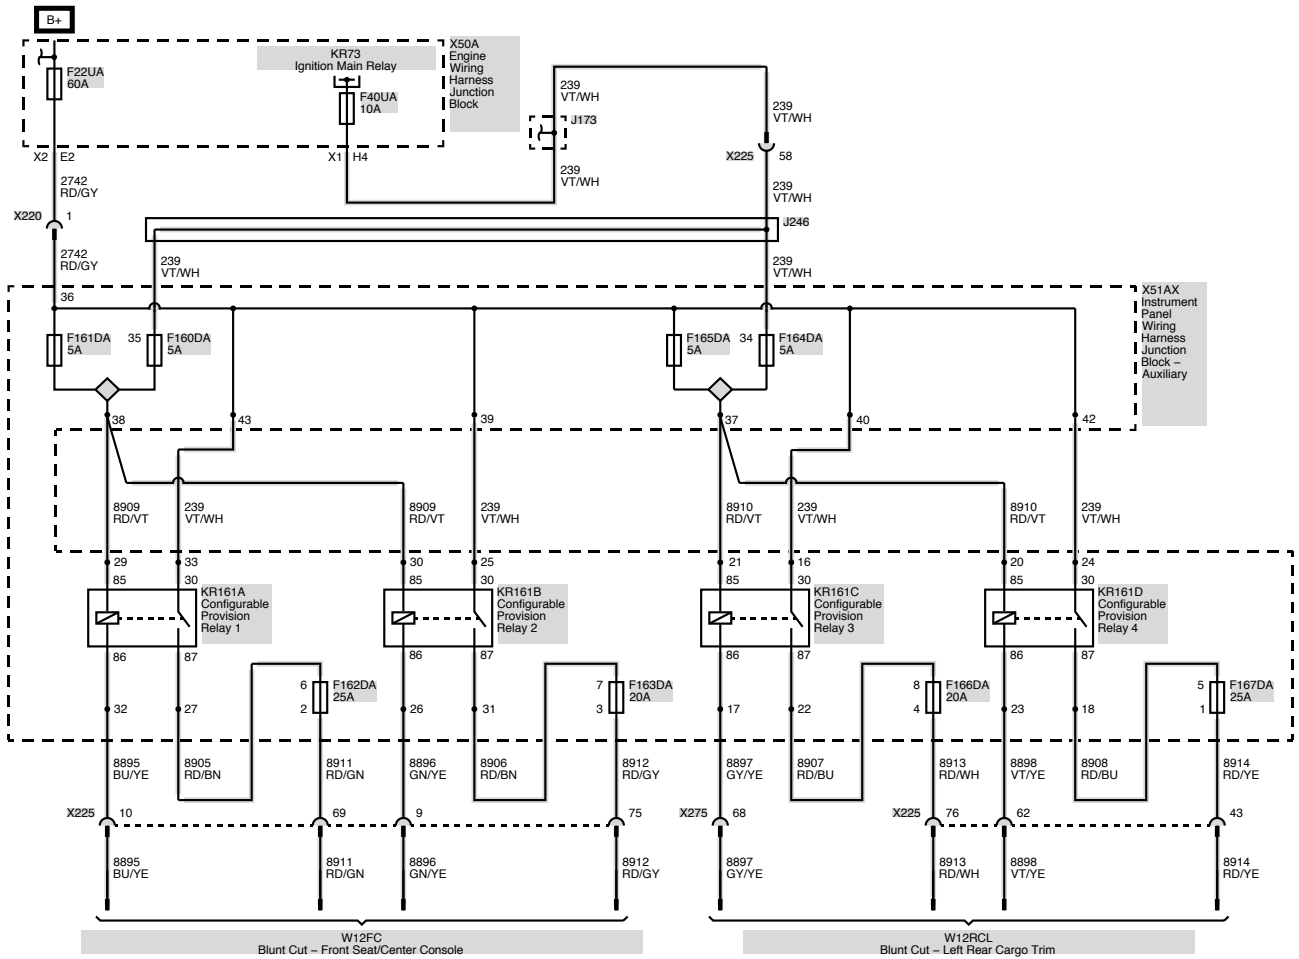 B+
KR73
Ignition Main Relay
X50A
Engine
Wiring
Harness
Junction
Block
F22UA
60A
F40UA
10A
239
VT/WH
J173
239
VT/WH
X2 E2
X1 H4
X225 58
2742
RD/GY
239
VT/WH
239
VT/WH
X220 1
J246
2742
RD/GY
239
VT/WH
239
VT/WH
36
X51AX
Instrument
Panel
Wiring
Harness
Junction
Block –
Auxiliary
F161DA
5A
35
F160DA
5A
F165DA
5A
34
F164DA
5A
38
43
39
37
40
42
8909
RD/VT
239
VT/WH
8909
RD/VT
239
VT/WH
8910
RD/VT
239
VT/WH
8910
RD/VT
239
VT/WH
29
33
30
25
21
16
20
24
85
30
85
30
85
30
85
30
KR161A
Configurable
Provision
Relay 1
KR161B
Configurable
Provision
Relay 2
KR161C
Configurable
Provision
Relay 3
KR161D
Configurable
Provision
Relay 4
86
87
86
87
86
87
86
87
6
F162DA
25A
2
7
F163DA
20A
3
8
F166DA
20A
4
5
F167DA
25A
1
32
27
26
31
17
22
23
18
8895
BU/YE
8905
RD/BN
8911
RD/GN
8896
GN/YE
8906
RD/BN
8912
RD/GY
8897
GY/YE
8907
RD/BU
8913
RD/WH
8898
VT/YE
8908
RD/BU
8914
RD/YE
X225 10
69
9
75
X275 68
X225 76
62
43
8895
BU/YE
8911
RD/GN
8896
GN/YE
8912
RD/GY
8897
GY/YE
8913
RD/WH
8898
VT/YE
8914
RD/YE
W12FC
Blunt Cut – Front Seat/Center Console
W12RCL
Blunt Cut – Left Rear Cargo Trim